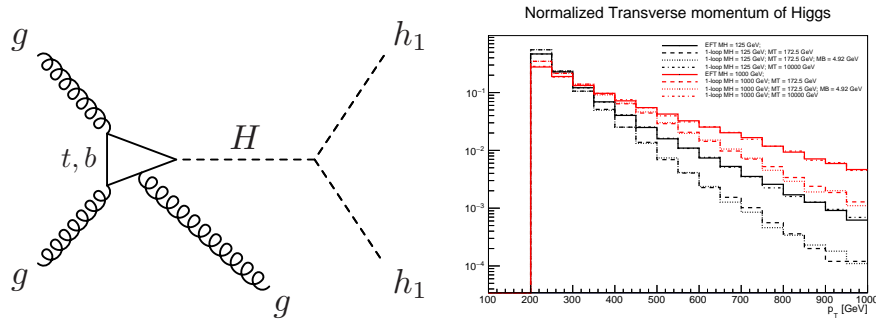 g
h₁
t, b
H
g
g
h₁
Normalized Transverse momentum of Higgs
EFT MH = 125 GeV;
1-loop MH = 125 GeV; MT = 172.5 GeV
1-loop MH = 125 GeV; MT = 172.5 GeV; MB = 4.92 GeV
1-loop MH = 125 GeV; MT = 10000 GeV
EFT MH = 1000 GeV;
1-loop MH = 1000 GeV; MT = 172.5 GeV
1-loop MH = 1000 GeV; MT = 172.5 GeV; MB = 4.92 GeV
1-loop MH = 1000 GeV; MT = 10000 GeV
10⁻¹
10⁻²
10⁻³
10⁻⁴
100 200 300 400 500 600 700 800 900 1000
p_T [GeV]